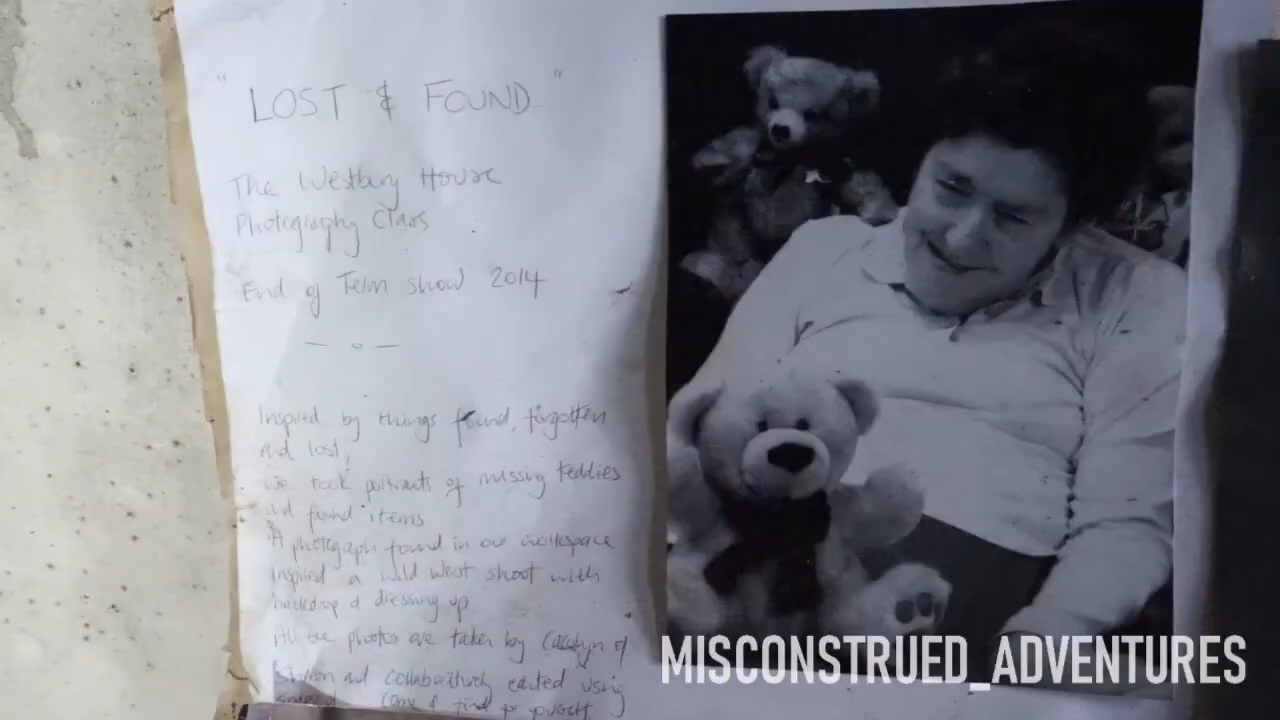 " LOST & FOUND "
The Westbury House
Photography Class
End of Term show 2014
Inspired by things found, forgotten
and lost,
we took portraits of missing teddies
and found items
A photograph found in our workspace
inspired a wild west shoot with
backdrop & dressing up
All the photos are taken by
and collaboratively edited using
MISCONSTRUED_ADVENTURES